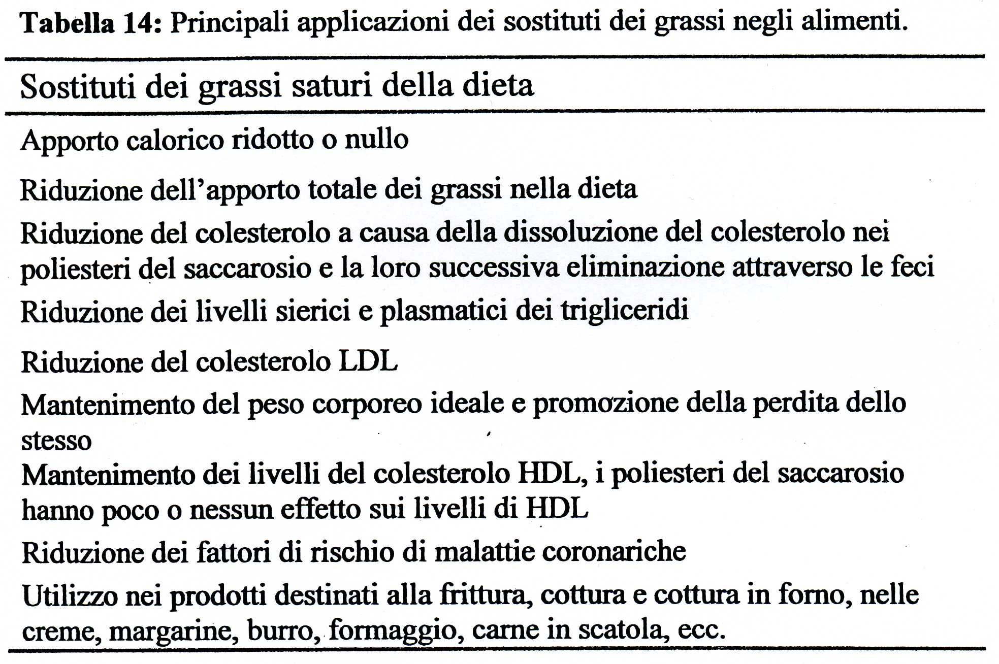 Tabella 14: Principali applicazioni dei sostituti dei grassi negli alimenti.
Sostituti dei grassi saturi della dieta
Apporto calorico ridotto o nullo
Riduzione dell’apporto totale dei grassi nella dieta
Riduzione del colesterolo a causa della dissoluzione del colesterolo nei
poliesteri del saccarosio e la loro successiva eliminazione attraverso le feci
Riduzione dei livelli sierici e plasmatici dei trigliceridi
Riduzione del colesterolo LDL
Mantenimento del peso corporeo ideale e promozione della perdita dello
stesso
Mantenimento dei livelli del colesterolo HDL, i poliesteri del saccarosio
hanno poco o nessun effetto sui livelli di HDL
Riduzione dei fattori di rischio di malattie coronariche
Utilizzo nei prodotti destinati alla frittura, cottura e cottura in forno, nelle
creme, margarine, burro, formaggio, carne in scatola, ecc.